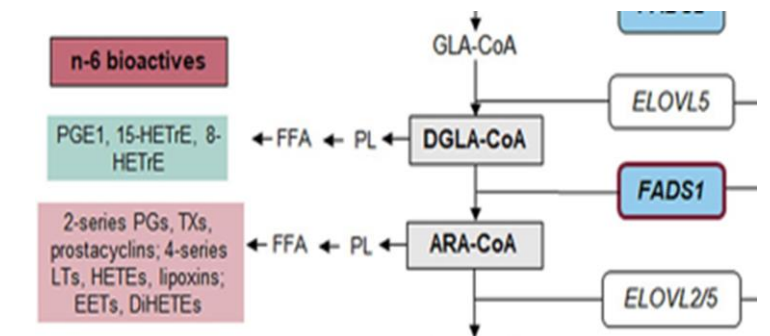 GLA-CoA
n-6 bioactives
ELOVL5
PGE1, 15-HETrE, 8-
HETrE
FFA
PL
DGLA-CoA
FADS1
2-series PGs, TXs,
prostacyclins; 4-series
LTs, HETEs, lipoxins;
EETs, DiHETEs
FFA
PL
ARA-CoA
ELOVL2/5